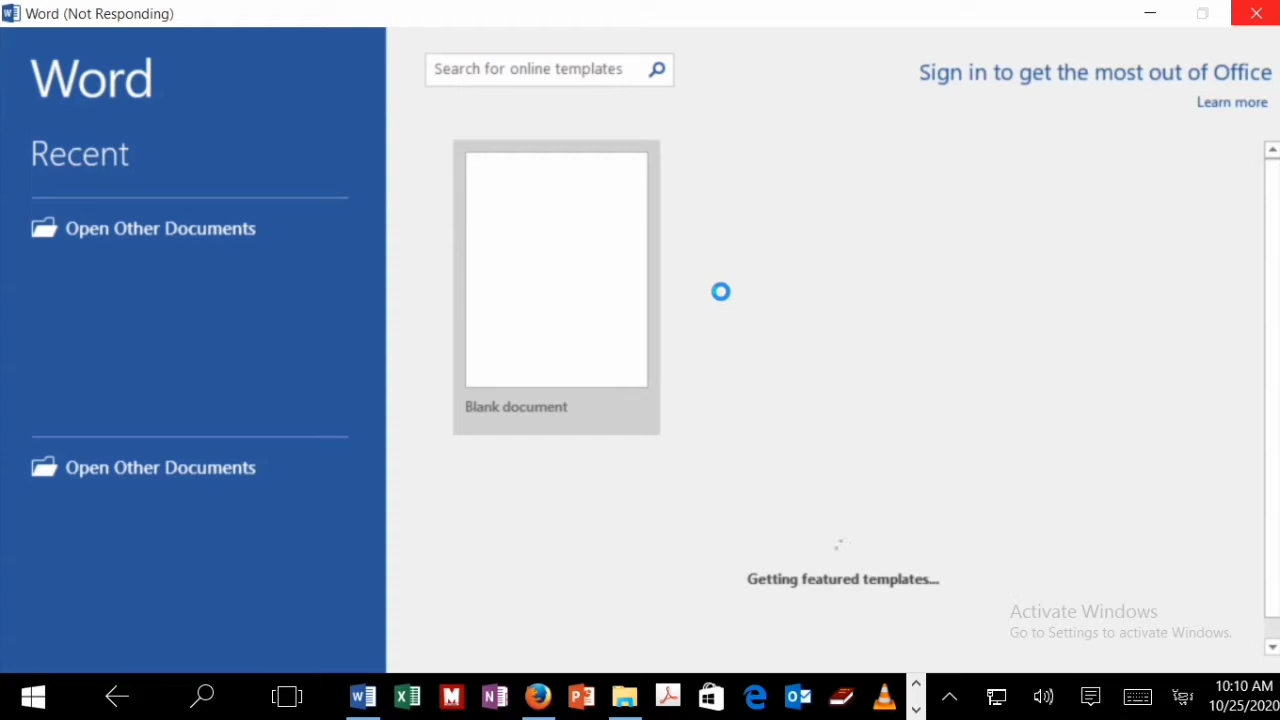 Word (Not Responding)
Word
Search for online templates
Sign in to get the most out of Office
Learn more
Recent
Open Other Documents
Blank document
Open Other Documents
Getting featured templates...
Activate Windows
Go to Settings to activate Windows.
10:10 AM
10/25/2020